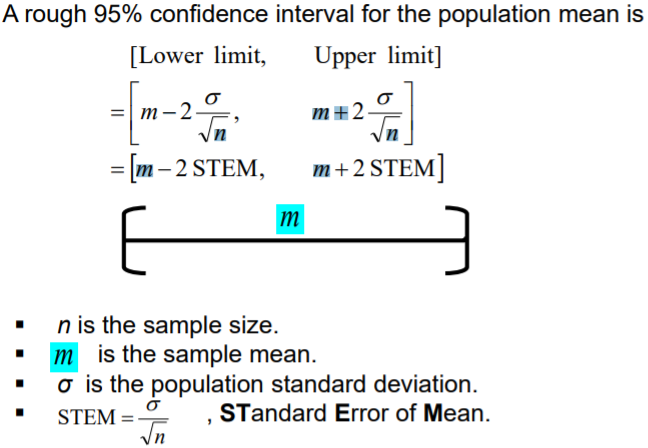 A rough 95% confidence interval for the population mean is
[Lower limit, Upper limit]
= [m − 2 σ/√n, m + 2 σ/√n]
= [m − 2 STEM, m + 2 STEM]
m
▪ n is the sample size.
▪ m is the sample mean.
▪ σ is the population standard deviation.
▪ STEM = σ/√n , STandard Error of Mean.